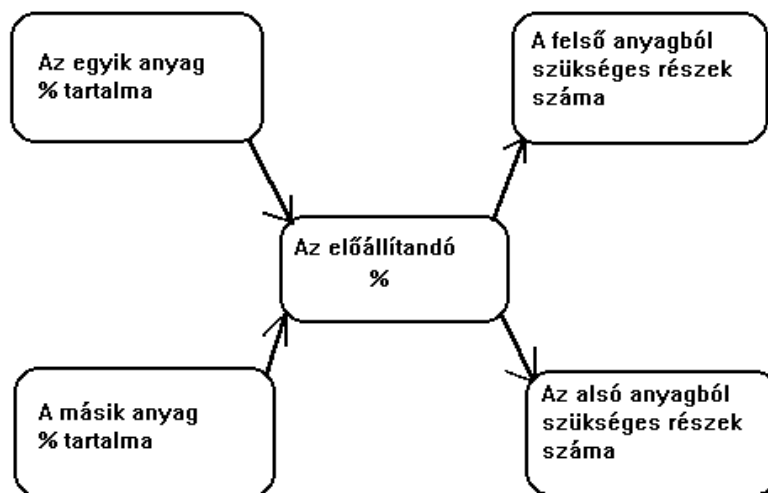 Az egyik anyag
% tartalma
A felső anyagból
szükséges részek
száma
Az előállítandó
%
A másik anyag
% tartalma
Az alsó anyagból
szükséges részek
száma